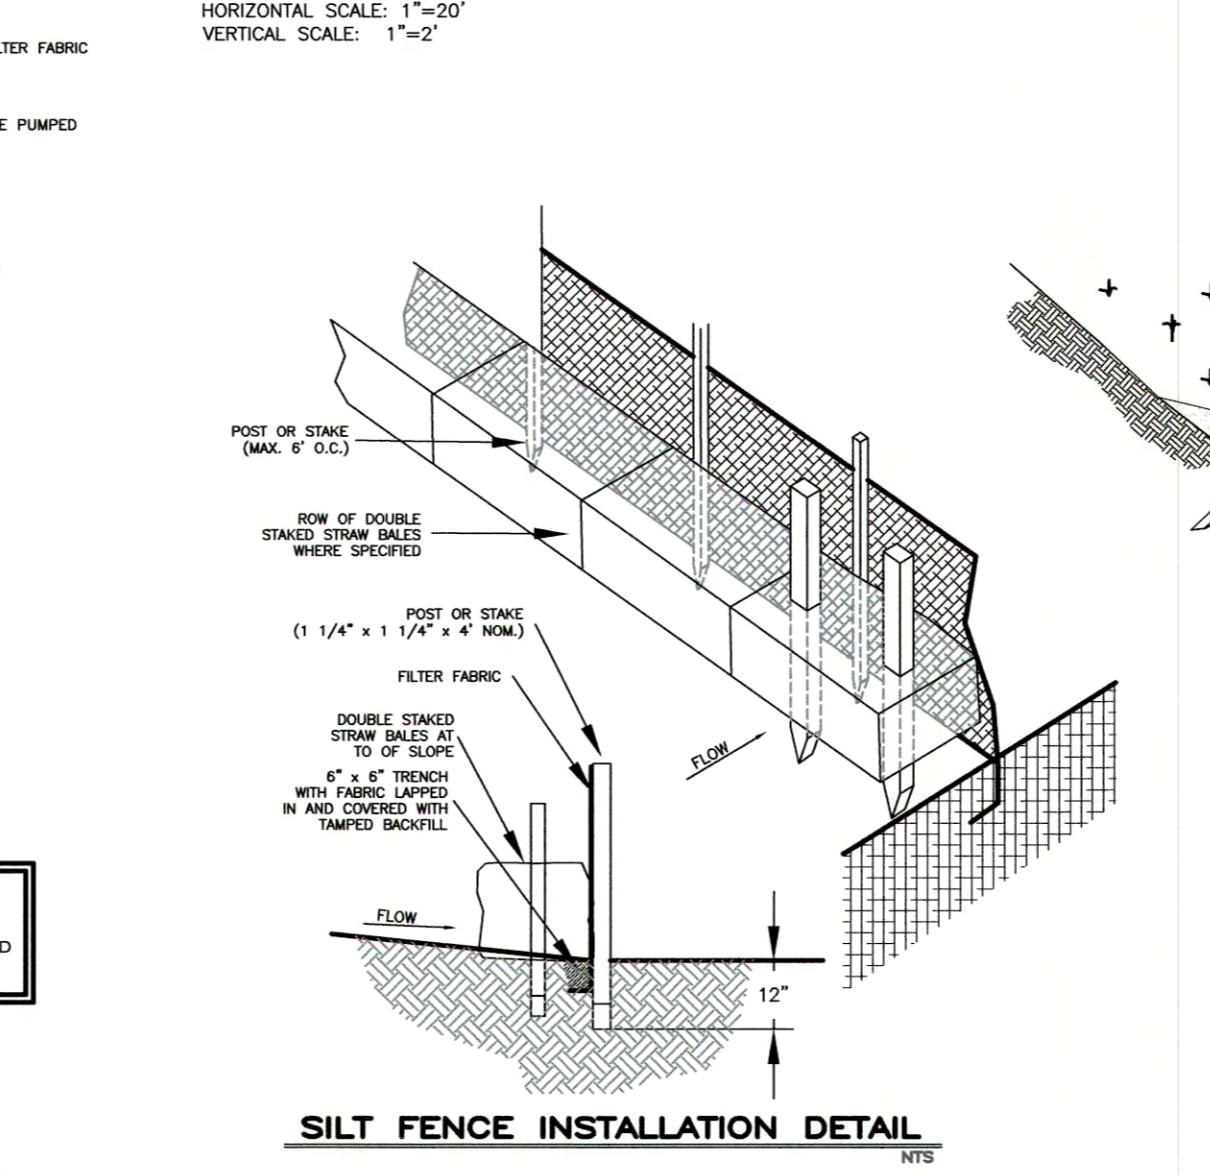 HORIZONTAL SCALE: 1"=20'
VERTICAL SCALE: 1"=2'
FABRIC
PUMPED
POST OR STAKE
(MAX. 6' O.C.)
ROW OF DOUBLE
STAKED STRAW BALES
WHERE SPECIFIED
POST OR STAKE
(1 1/4" x 1 1/4" x 4' NOM.)
FILTER FABRIC
DOUBLE STAKED
STRAW BALES AT
TO OF SLOPE
6" x 6" TRENCH
WITH FABRIC LAPPED
IN AND COVERED WITH
TAMPED BACKFILL
FLOW
FLOW
12"
SILT FENCE INSTALLATION DETAIL
NTS